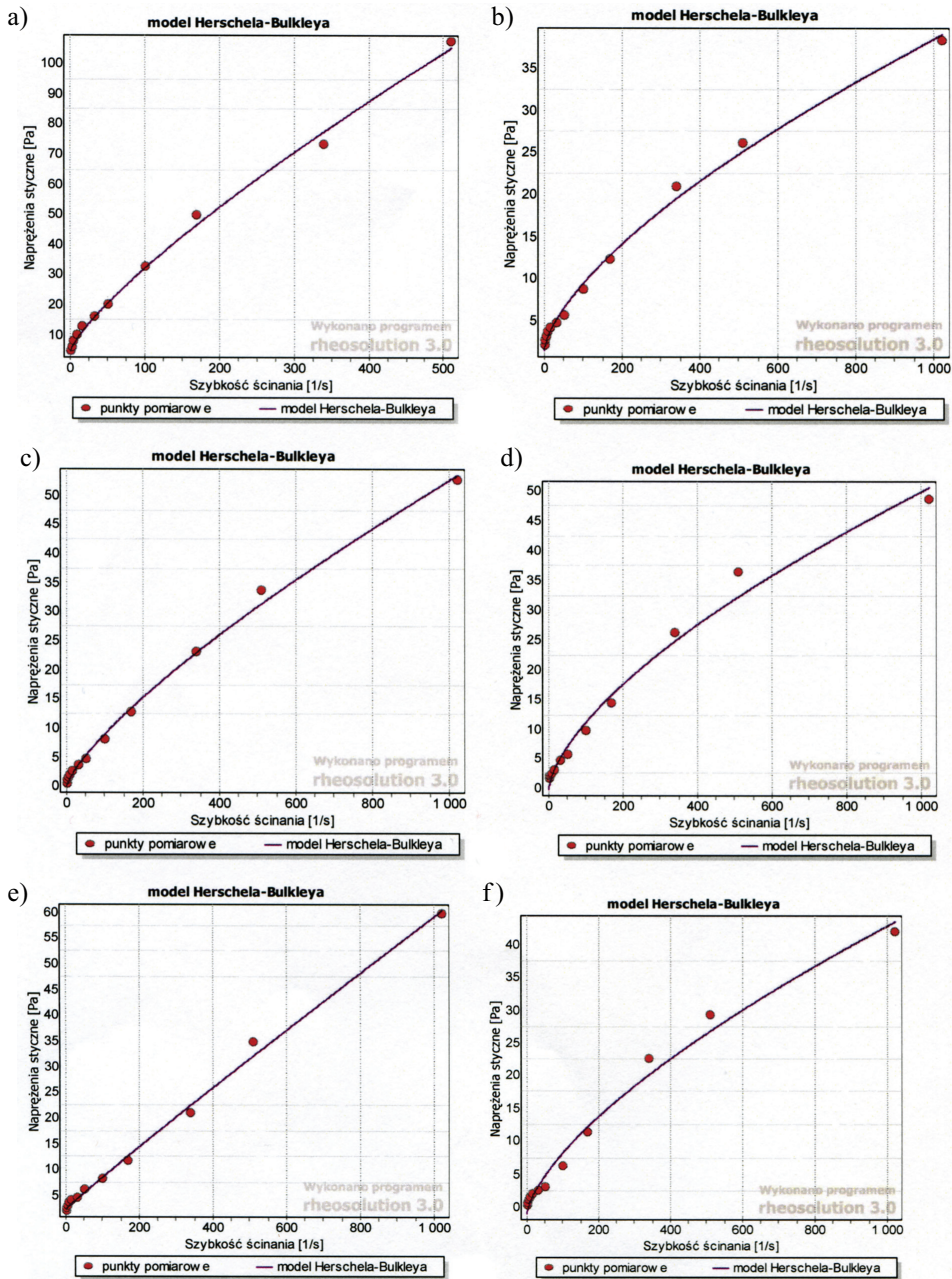 a)
model Herschela-Bulkleya
Naprężenia styczne [Pa]
100
90
80
70
60
50
40
30
20
10
Wykonano programem
rheosolution 3.0
0 100 200 300 400 500
Szybkość ścinania [1/s]
punkty pomiarow e model Herschela-Bulkleya
b)
model Herschela-Bulkleya
Naprężenia styczne [Pa]
35
30
25
20
15
10
5
Wykonano programem
rheosolution 3.0
0 200 400 600 800 1 000
Szybkość ścinania [1/s]
punkty pomiarow e model Herschela-Bulkleya
c)
model Herschela-Bulkleya
Naprężenia styczne [Pa]
50
45
40
35
30
25
20
15
10
5
0
Wykonano programem
rheosolution 3.0
0 200 400 600 800 1 000
Szybkość ścinania [1/s]
punkty pomiarow e model Herschela-Bulkleya
d)
model Herschela-Bulkleya
Naprężenia styczne [Pa]
50
45
40
35
30
25
20
15
10
5
0
Wykonano programem
rheosolution 3.0
0 200 400 600 800 1 000
Szybkość ścinania [1/s]
punkty pomiarow e model Herschela-Bulkleya
e)
model Herschela-Bulkleya
Naprężenia styczne [Pa]
60
55
50
45
40
35
30
25
20
15
10
5
Wykonano programem
rheosolution 3.0
0 200 400 600 800 1 000
Szybkość ścinania [1/s]
punkty pomiarow e model Herschela-Bulkleya
f)
model Herschela-Bulkleya
Naprężenia styczne [Pa]
40
35
30
25
20
15
10
5
0
Wykonano programem
rheosolution 3.0
0 200 400 600 800 1 000
Szybkość ścinania [1/s]
punkty pomiarow e model Herschela-Bulkleya